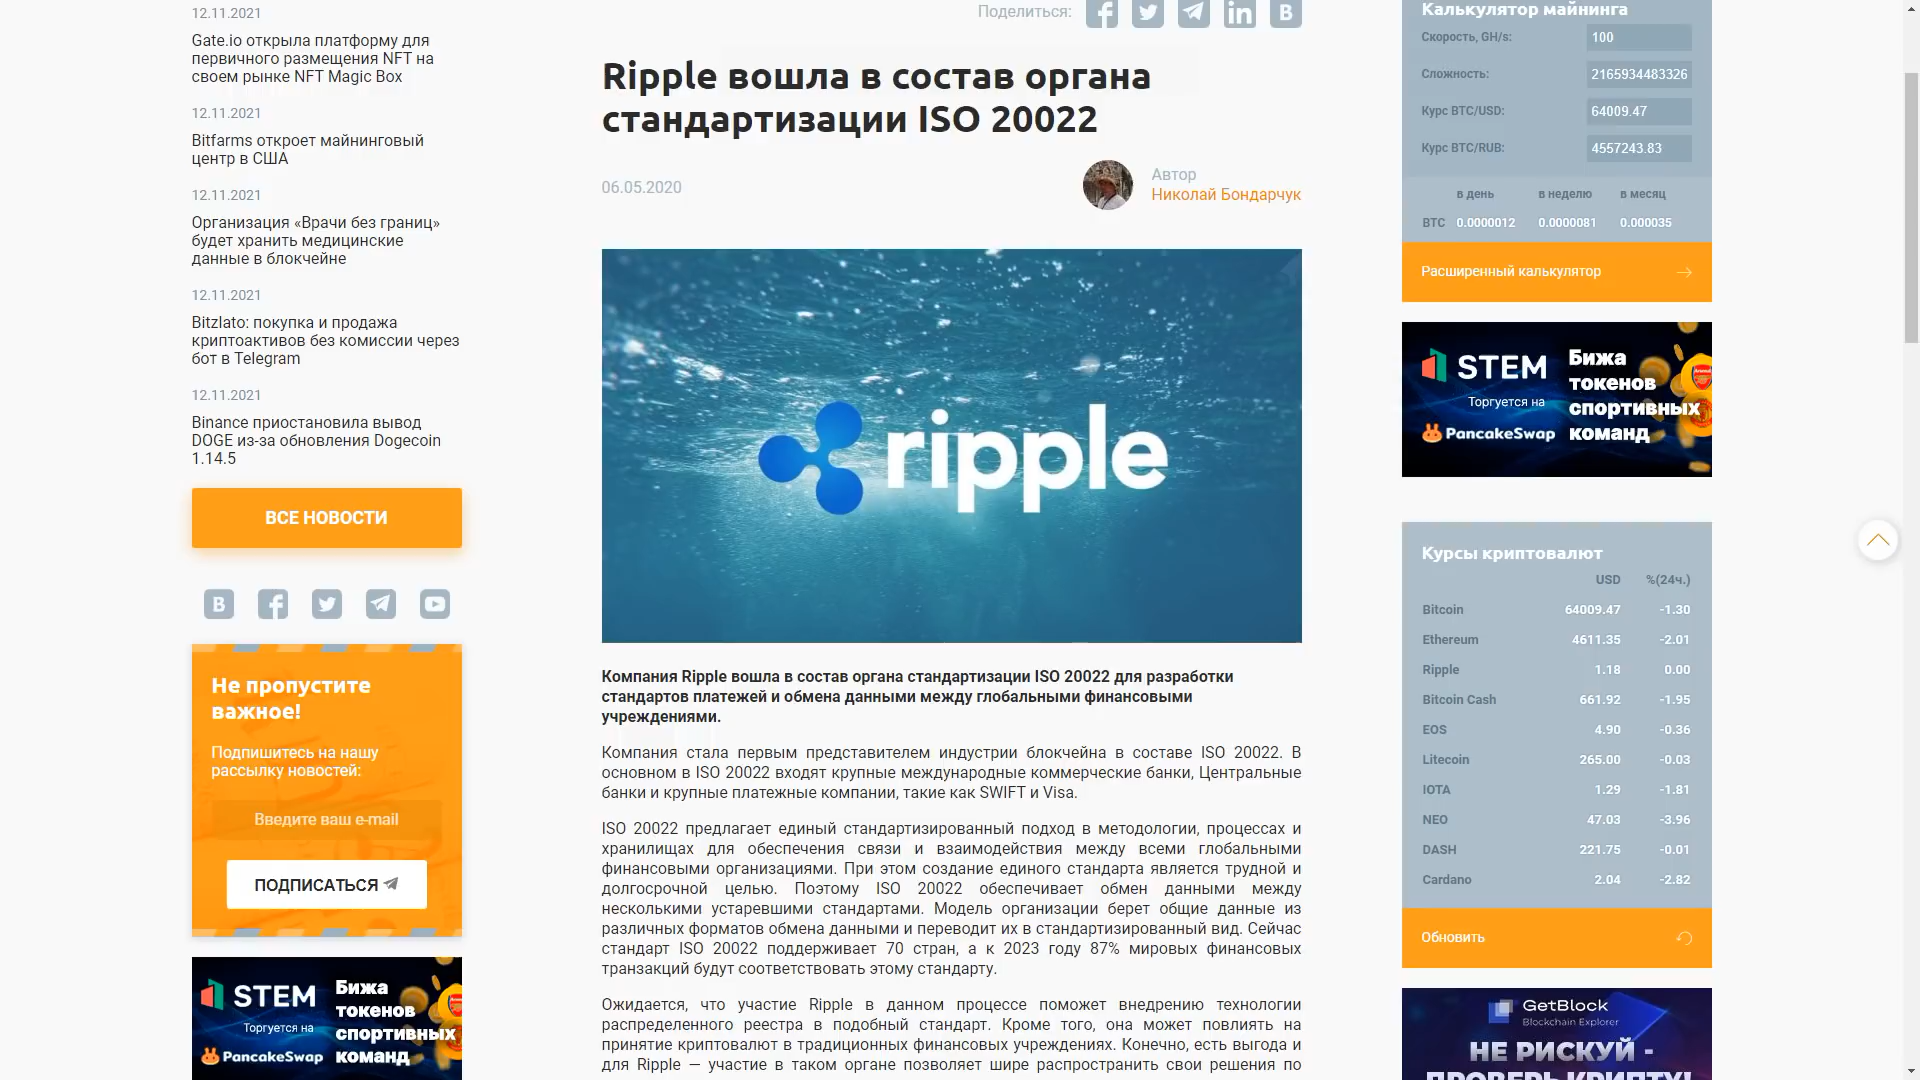 12.11.2021
Gate.io открыла платформу для
первичного размещения NFT на
своем рынке NFT Magic Box
12.11.2021
Bitfarms откроет майнинговый
центр в США
12.11.2021
Организация «Врачи без границ»
будет хранить медицинские
данные в блокчейне
12.11.2021
Bitzlato: покупка и продажа
криптоактивов без комиссии через
бот в Telegram
12.11.2021
Binance приостановила вывод
DOGE из-за обновления Dogecoin
1.14.5
ВСЕ НОВОСТИ
Не пропустите
важное!
Подпишитесь на нашу
рассылку новостей:
Введите ваш e-mail
ПОДПИСАТЬСЯ
STEM
Торгуется на
PancakeSwap
Бижа
токенов
спортивных
команд
Поделиться:
Ripple вошла в состав органа
стандартизации ISO 20022
06.05.2020
Автор
Николай Бондарчук
ripple
Компания Ripple вошла в состав органа стандартизации ISO 20022 для разработки
стандартов платежей и обмена данными между глобальными финансовыми
учреждениями.
Компания стала первым представителем индустрии блокчейна в составе ISO 20022. В
основном в ISO 20022 входят крупные международные коммерческие банки, Центральные
банки и крупные платежные компании, такие как SWIFT и Visa.
ISO 20022 предлагает единый стандартизированный подход в методологии, процессах и
хранилищах для обеспечения связи и взаимодействия между всеми глобальными
финансовыми организациями. При этом создание единого стандарта является трудной и
долгосрочной целью. Поэтому ISO 20022 обеспечивает обмен данными между
несколькими устаревшими стандартами. Модель организации берет общие данные из
различных форматов обмена данными и переводит их в стандартизированный вид. Сейчас
стандарт ISO 20022 поддерживает 70 стран, а к 2023 году 87% мировых финансовых
транзакций будут соответствовать этому стандарту.
Ожидается, что участие Ripple в данном процессе поможет внедрению технологии
распределенного реестра в подобный стандарт. Кроме того, она может повлиять на
принятие криптовалют в традиционных финансовых учреждениях. Конечно, есть выгода и
для Ripple — участие в таком органе позволяет шире распространить свои решения по
Калькулятор майнинга
Скорость, GH/s: 100
Сложность: 2165934483326
Курс BTC/USD: 64009.47
Курс BTC/RUB: 4557243.83
в день в неделю в месяц
BTC 0.0000012 0.0000081 0.000035
Расширенный калькулятор
STEM
Торгуется на
PancakeSwap
Бижа
токенов
спортивных
команд
Курсы криптовалют
USD %(24ч.)
Bitcoin 64009.47 -1.30
Ethereum 4611.35 -2.01
Ripple 1.18 0.00
Bitcoin Cash 661.92 -1.95
EOS 4.90 -0.36
Litecoin 265.00 -0.03
IOTA 1.29 -1.81
NEO 47.03 -3.96
DASH 221.75 -0.01
Cardano 2.04 -2.82
Обновить
GetBlock
Blockchain Explorer
НЕ РИСКУЙ -
ПРОВЕРЬ КРИПТУ!